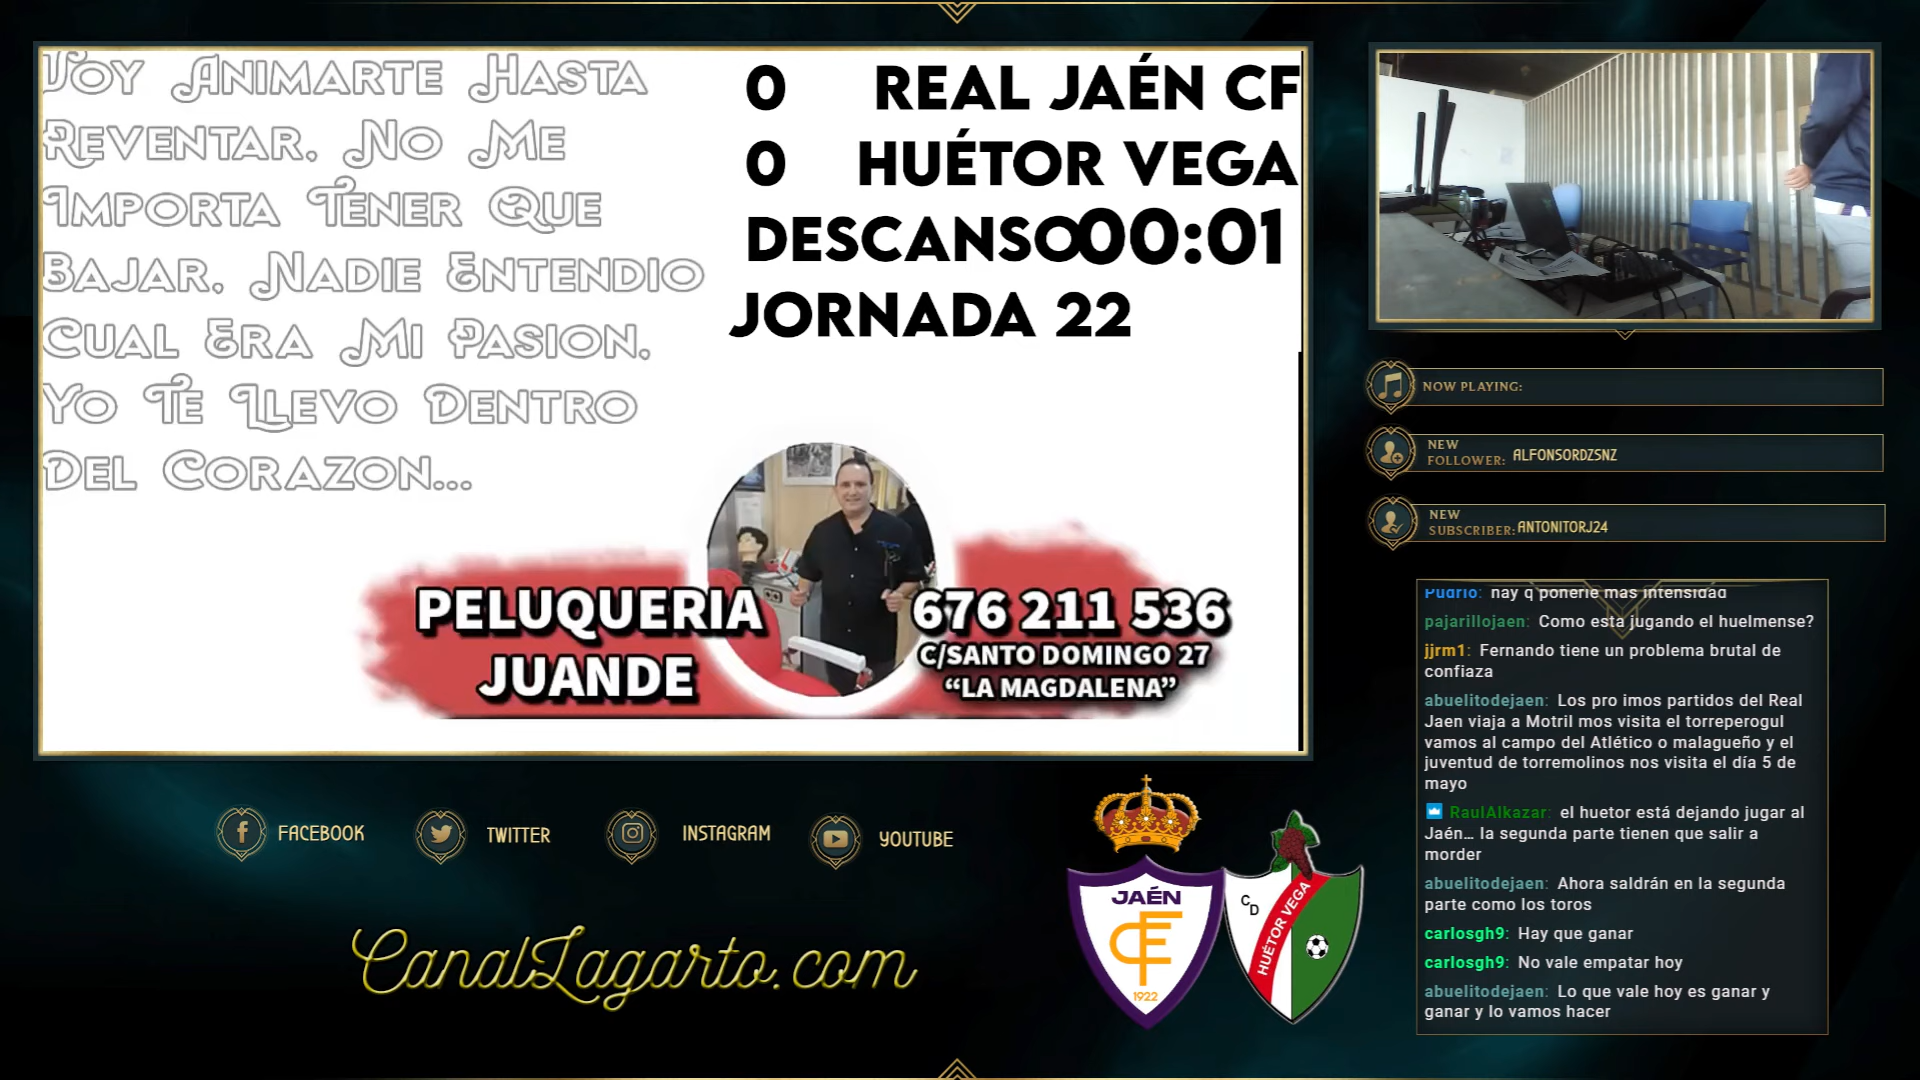 Voy Animarte Hasta
Reventar. No Me
Importa Tener Que
Bajar. Nadie Entendio
Cual Era Mi Pasion.
Yo Te Llevo Dentro
Del Corazon...
0 REAL JAÉN CF
0 HUÉTOR VEGA
DESCANSO 00:01
JORNADA 22
PELUQUERIA
JUANDE
676 211 536
C/SANTO DOMINGO 27
“LA MAGDALENA”
NOW PLAYING:
NEW
FOLLOWER: ALFONSORDZSNZ
NEW
SUBSCRIBER: ANTONITORJ24
Pudrio: hay q ponerle mas intensidad
pajarillojaen: Como esta jugando el huelmense?
jjrm1: Fernando tiene un problema brutal de
confiaza
abuelitodejaen: Los pro imos partidos del Real
Jaen viaja a Motril mos visita el torreperogul
vamos al campo del Atlético o malagueño y el
juventud de torremolinos nos visita el día 5 de
mayo
RaulAlkazar: el huetor está dejando jugar al
Jaén... la segunda parte tienen que salir a
morder
abuelitodejaen: Ahora saldrán en la segunda
parte como los toros
carlosgh9: Hay que ganar
carlosgh9: No vale empatar hoy
abuelitodejaen: Lo que vale hoy es ganar y
ganar y lo vamos hacer
FACEBOOK
TWITTER
INSTAGRAM
YOUTUBE
CanalLagarto.com
JAÉN
CF
1922
CD
HUÉTOR VEGA